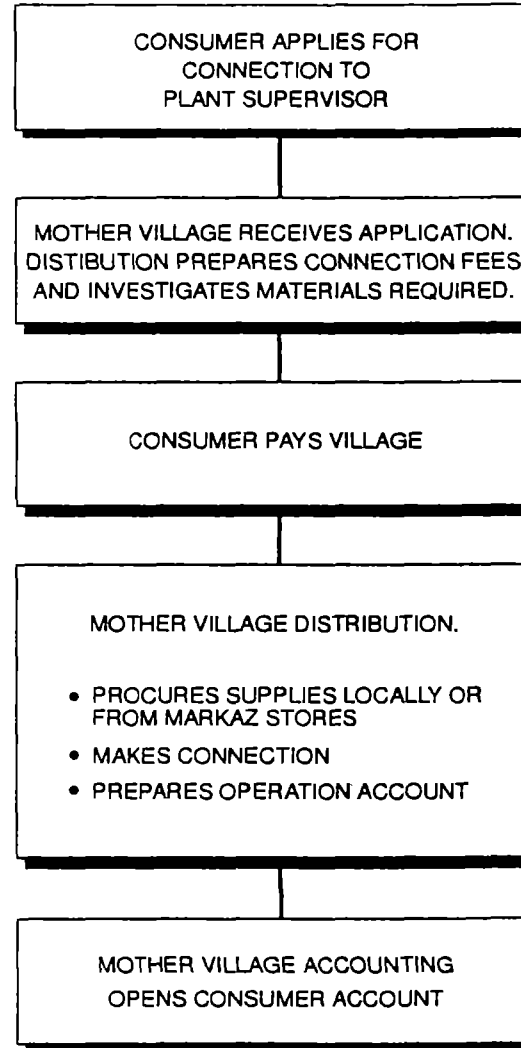 CONSUMER APPLIES FOR
CONNECTION TO
PLANT SUPERVISOR
MOTHER VILLAGE RECEIVES APPLICATION.
DISTIBUTION PREPARES CONNECTION FEES
AND INVESTIGATES MATERIALS REQUIRED.
CONSUMER PAYS VILLAGE
MOTHER VILLAGE DISTRIBUTION.
• PROCURES SUPPLIES LOCALLY OR
FROM MARKAZ STORES
• MAKES CONNECTION
• PREPARES OPERATION ACCOUNT
MOTHER VILLAGE ACCOUNTING
OPENS CONSUMER ACCOUNT